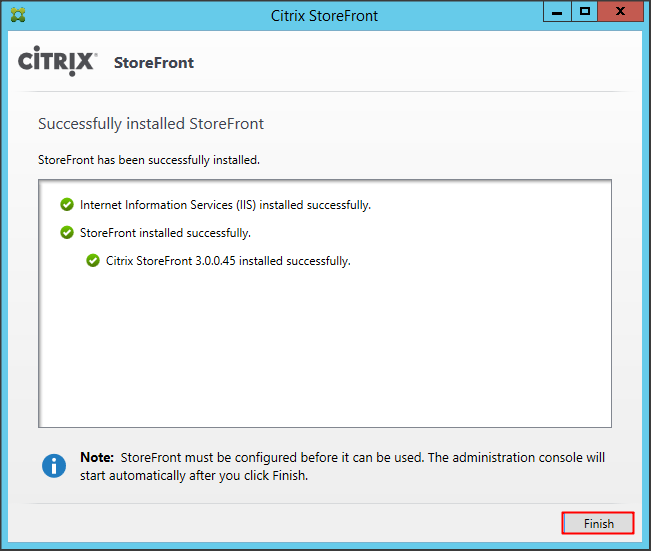 Citrix StoreFront
CİTRIX StoreFront
Successfully installed StoreFront
StoreFront has been successfully installed.
Internet Information Services (IIS) installed successfully.
StoreFront installed successfully.
Citrix StoreFront 3.0.0.45 installed successfully.
Note: StoreFront must be configured before it can be used. The administration console will
start automatically after you click Finish.
Finish